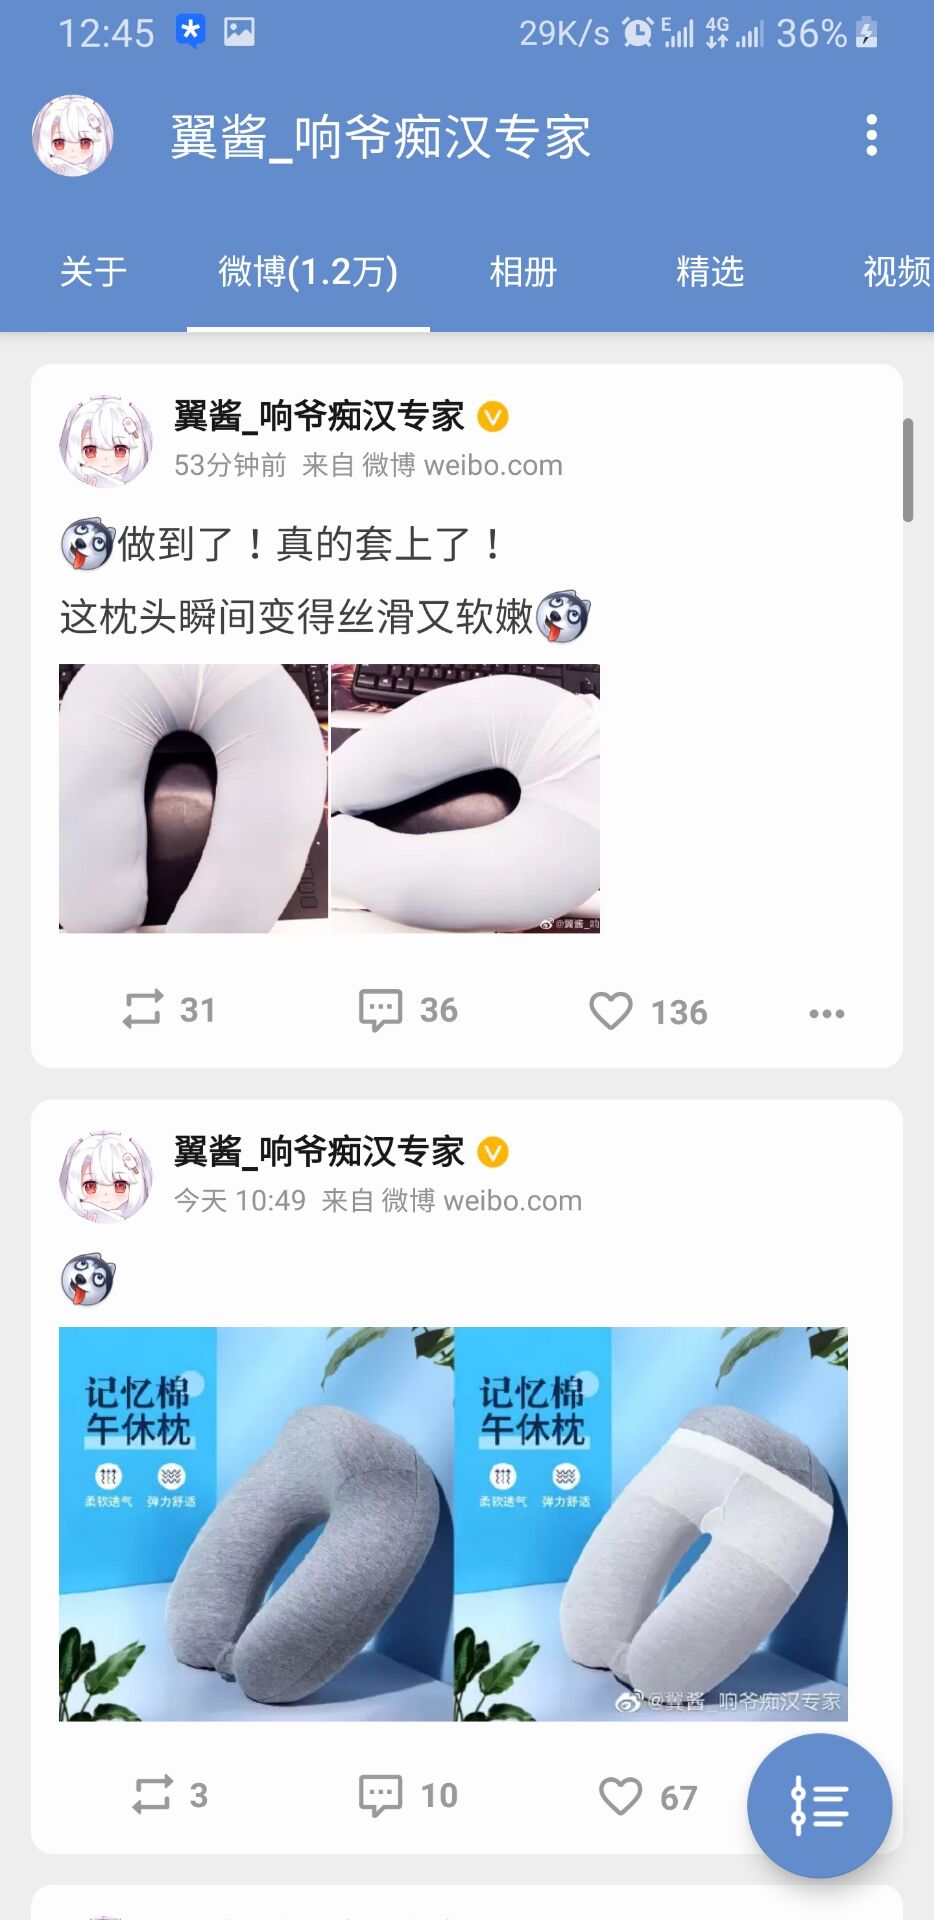 12:45 29K/s E 4G 36%
翼酱_响爷痴汉专家
关于 微博(1.2万) 相册 精选 视频
翼酱_响爷痴汉专家
53分钟前 来自 微博 weibo.com
做到了！真的套上了！
这枕头瞬间变得丝滑又软嫩
@翼酱_响
31 36 136
翼酱_响爷痴汉专家
今天 10:49 来自 微博 weibo.com
记忆棉
午休枕
柔软透气 弹力舒适
记忆棉
午休枕
柔软透气 弹力舒适
@翼酱_响爷痴汉专家
3 10 67